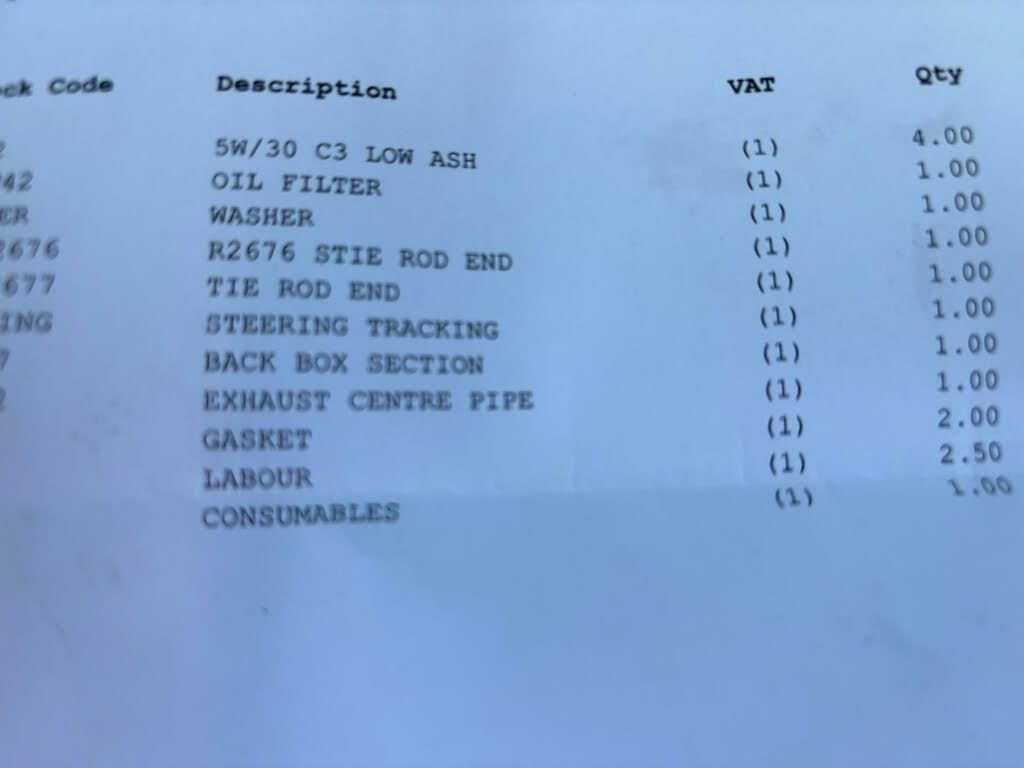 ck Code Description VAT Qty
2 5W/30 C3 LOW ASH (1) 4.00
42 OIL FILTER (1) 1.00
ER WASHER (1) 1.00
2676 R2676 STIE ROD END (1) 1.00
677 TIE ROD END (1) 1.00
ING STEERING TRACKING (1) 1.00
7 BACK BOX SECTION (1) 1.00
2 EXHAUST CENTRE PIPE (1) 1.00
GASKET (1) 2.00
LABOUR (1) 2.50
CONSUMABLES (1) 1.00